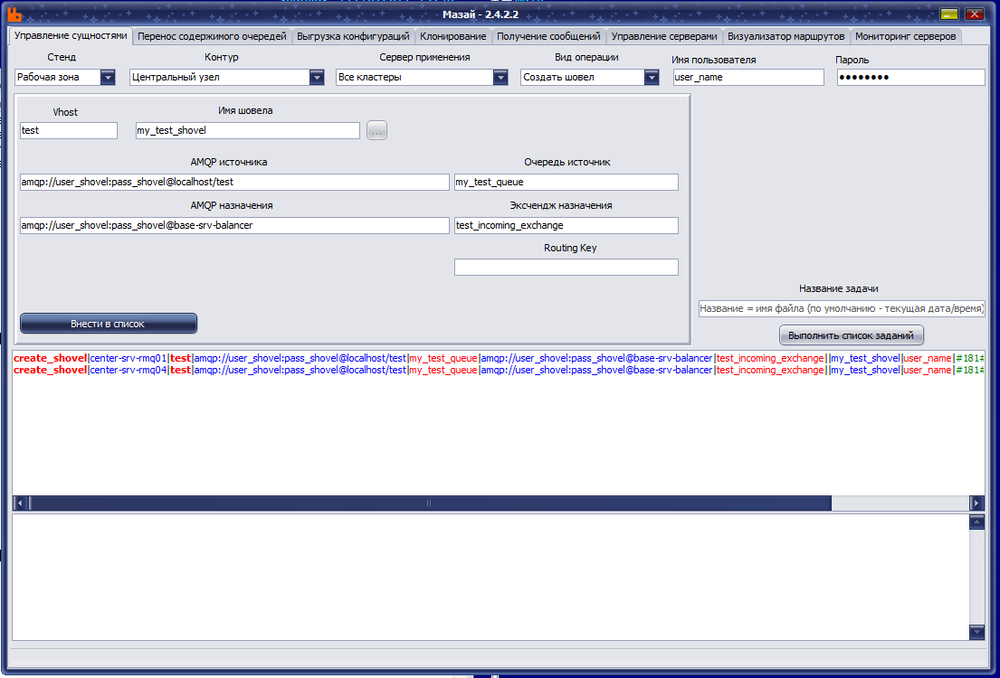 Мазай - 2.4.2.2
Управление сущностями Перенос содержимого очередей Выгрузка конфигураций Клонирование Получение сообщений Управление серверами Визуализатор маршрутов Мониторинг серверов
Стенд Контур Сервер применения Вид операции Имя пользователя Пароль
Рабочая зона Центральный узел Все кластеры Создать шовел user_name ●●●●●●●●
Vhost Имя шовела
test my_test_shovel ...
AMQP источника Очередь источник
amqp://user_shovel:pass_shovel@localhost/test my_test_queue
AMQP назначения Эксчендж назначения
amqp://user_shovel:pass_shovel@base-srv-balancer test_incoming_exchange
Routing Key
Название задачи
Название = имя файла (по умолчанию - текущая дата/время)
Внести в список
Выполнить список заданий
create_shovel|center-srv-rmq01|test|amqp://user_shovel:pass_shovel@localhost/test|my_test_queue|amqp://user_shovel:pass_shovel@base-srv-balancer|test_incoming_exchange||my_test_shovel|user_name|#181#
create_shovel|center-srv-rmq04|test|amqp://user_shovel:pass_shovel@localhost/test|my_test_queue|amqp://user_shovel:pass_shovel@base-srv-balancer|test_incoming_exchange||my_test_shovel|user_name|#181#